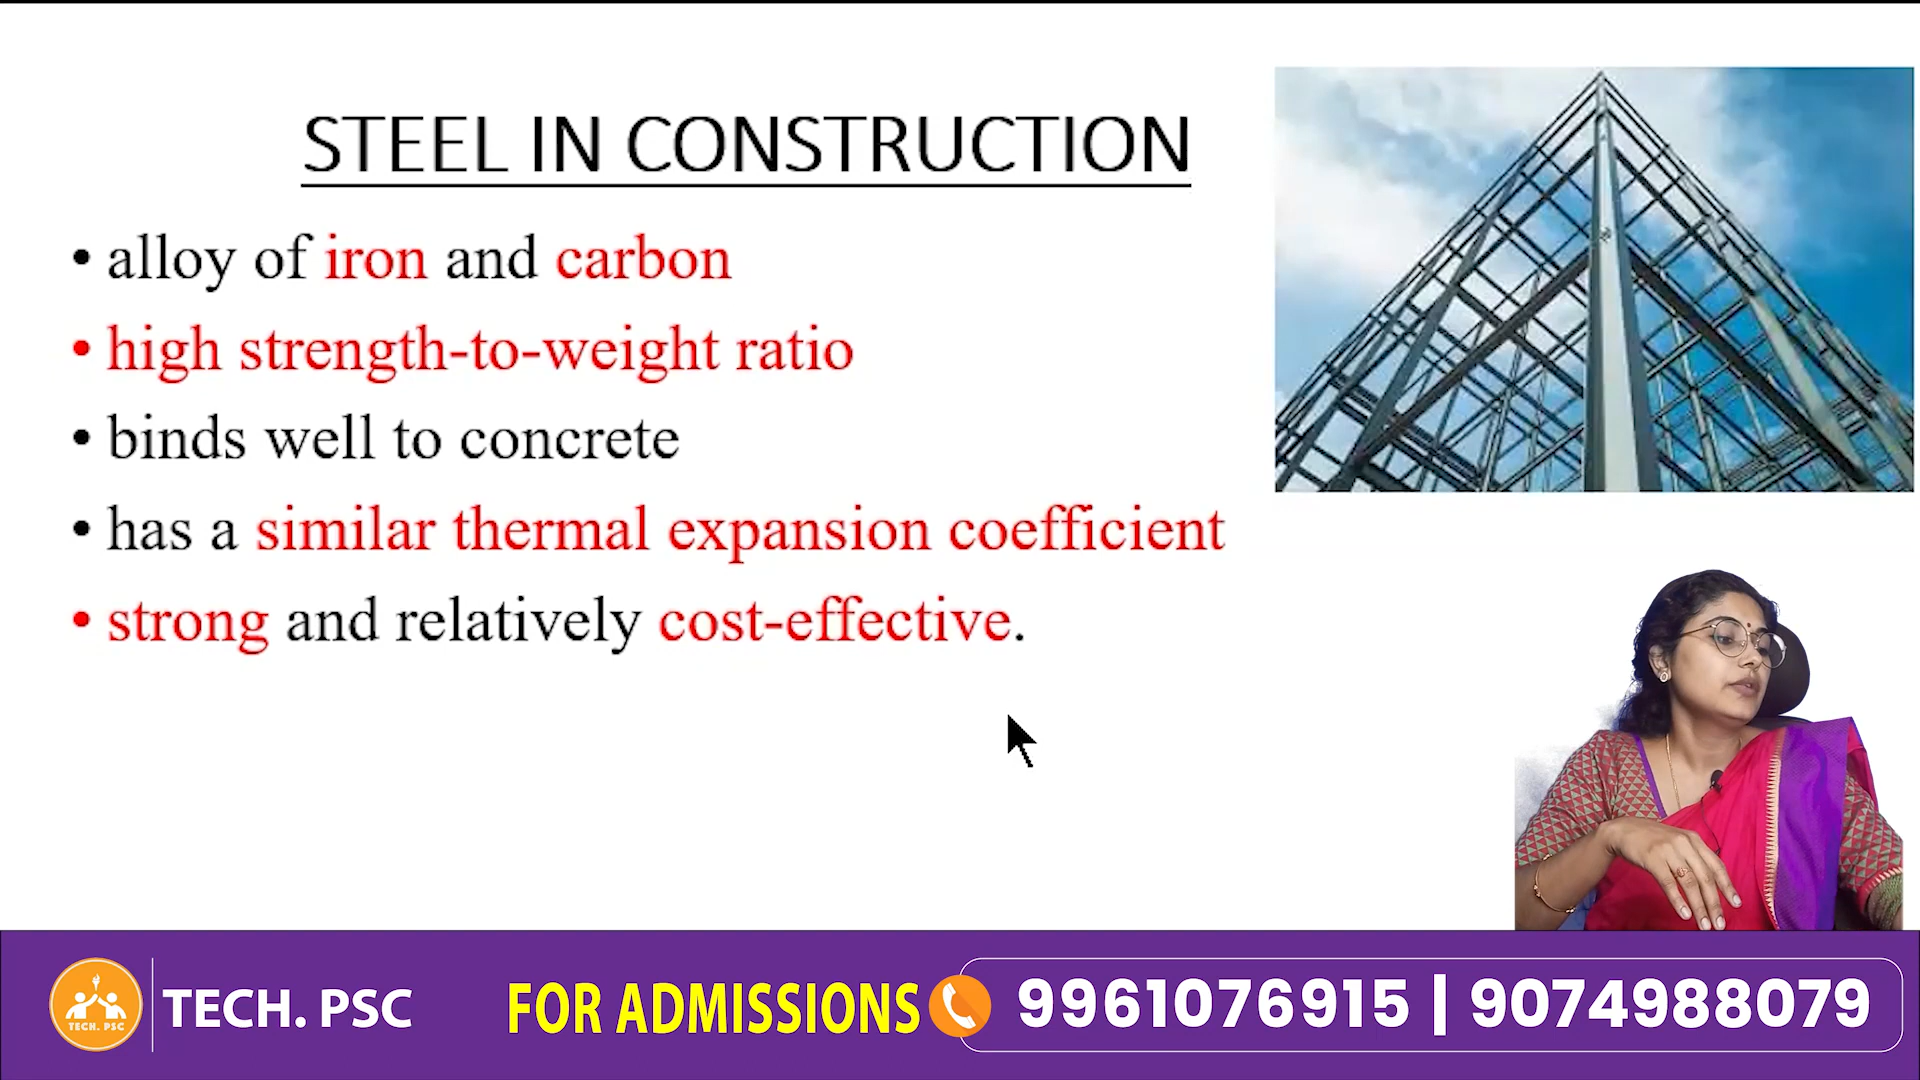 STEEL IN CONSTRUCTION
• alloy of iron and carbon
• high strength-to-weight ratio
• binds well to concrete
• has a similar thermal expansion coefficient
• strong and relatively cost-effective.
TECH. PSC
TECH. PSC
FOR ADMISSIONS
9961076915 | 9074988079